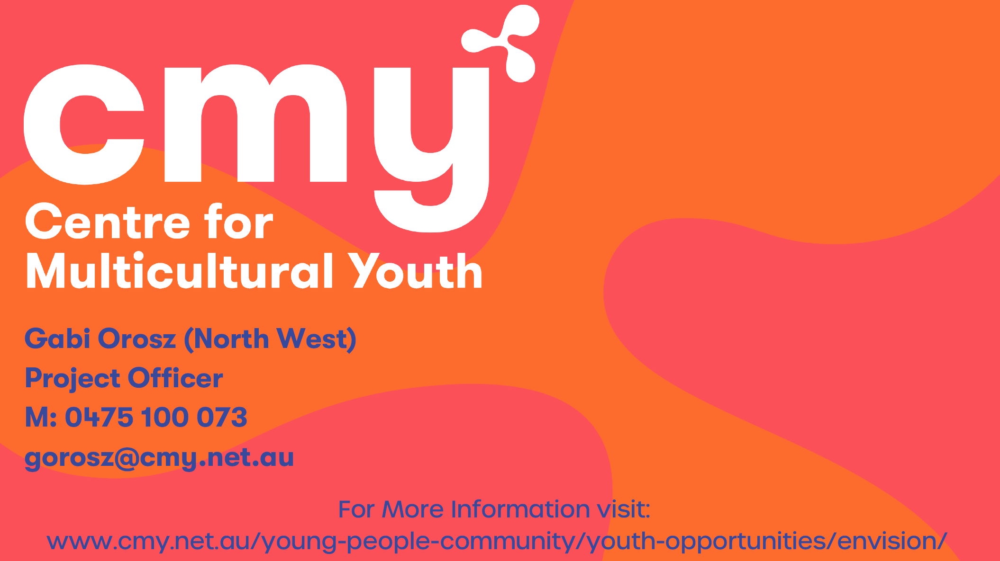 cmy
Centre for
Multicultural Youth
Gabi Orosz (North West)
Project Officer
M: 0475 100 073
gorosz@cmy.net.au
For More Information visit:
www.cmy.net.au/young-people-community/youth-opportunities/envision/